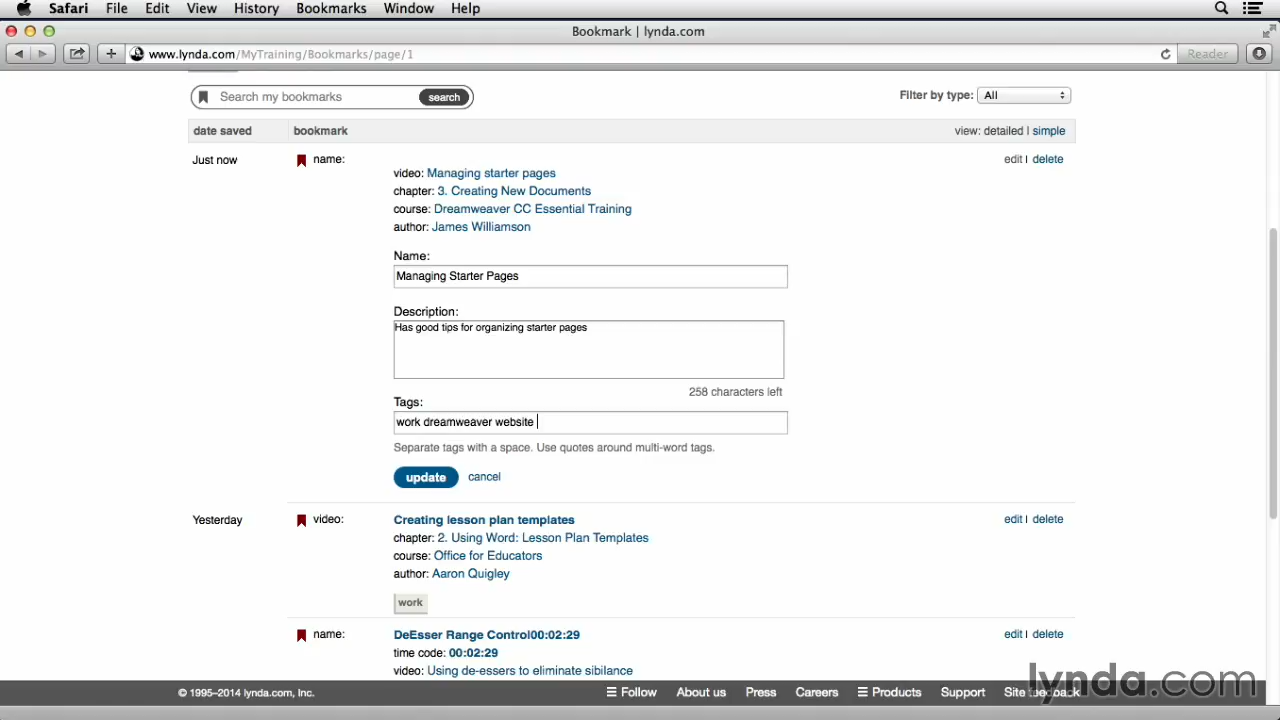 Safari File Edit View History Bookmarks Window Help
Bookmark | lynda.com
www.lynda.com/MyTraining/Bookmarks/page/1
Reader
Search my bookmarks search
Filter by type: All
date saved bookmark view: detailed | simple
Just now name: edit | delete
video: Managing starter pages
chapter: 3. Creating New Documents
course: Dreamweaver CC Essential Training
author: James Williamson
Name:
Managing Starter Pages
Description:
Has good tips for organizing starter pages
258 characters left
Tags:
work dreamweaver website
Separate tags with a space. Use quotes around multi-word tags.
update cancel
Yesterday video: Creating lesson plan templates edit | delete
chapter: 2. Using Word: Lesson Plan Templates
course: Office for Educators
author: Aaron Quigley
work
name: DeEsser Range Control00:02:29 edit | delete
time code: 00:02:29
video: Using de-essers to eliminate sibilance
© 1995–2014 lynda.com, Inc. Follow About us Press Careers Products Support Site feedback
lynda.com